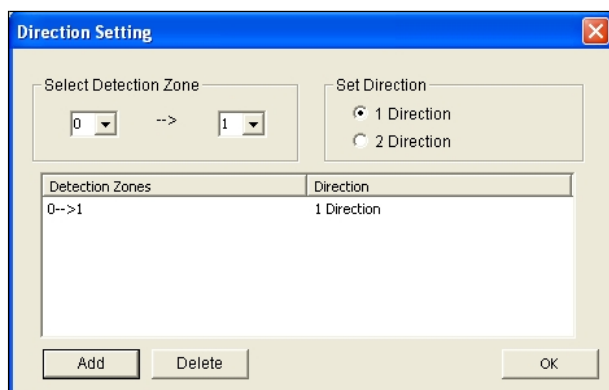 Direction Setting
Select Detection Zone
0 --> 1
Set Direction
1 Direction
2 Direction
Detection Zones Direction
0-->1 1 Direction
Add Delete OK